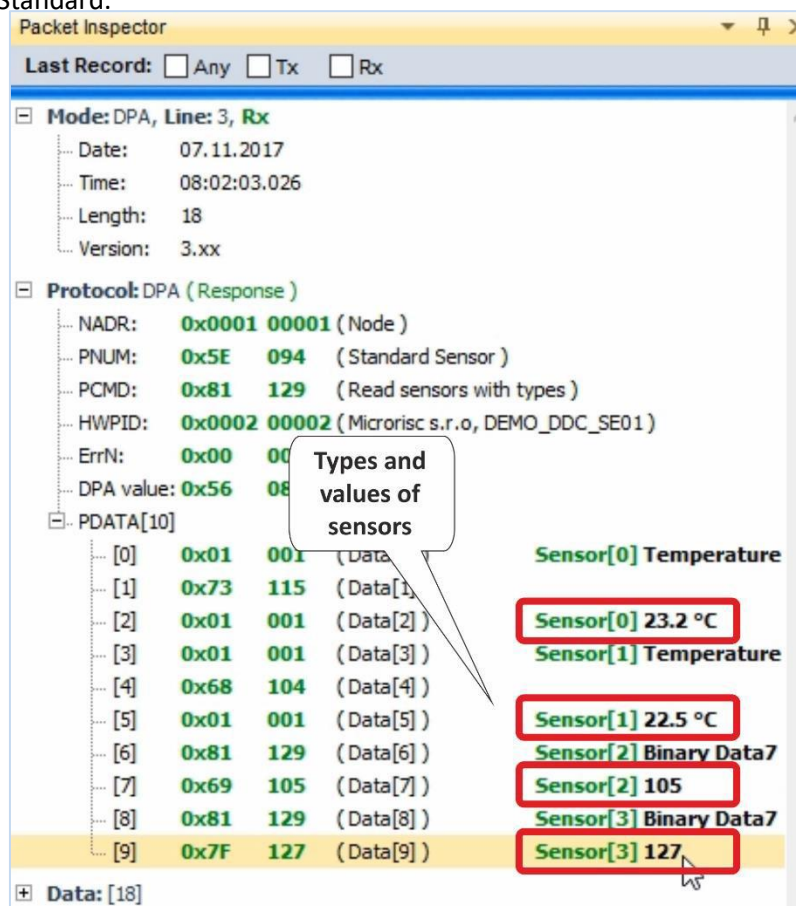 Standard.
Packet Inspector
Last Record: Any Tx Rx
Mode: DPA, Line: 3, Rx
Date: 07.11.2017
Time: 08:02:03.026
Length: 18
Version: 3.xx
Protocol: DPA ( Response )
NADR: 0x0001 00001 ( Node )
PNUM: 0x5E 094 ( Standard Sensor )
PCMD: 0x81 129 ( Read sensors with types )
HWPID: 0x0002 00002 ( Microrisc s.r.o, DEMO_DDC_SE01 )
ErrN: 0x00
DPA value: 0x56
Types and
values of
sensors
PDATA[10]
[0] 0x01 001 Sensor[0] Temperature
[1] 0x73 115 ( Data[1]
[2] 0x01 001 ( Data[2] ) Sensor[0] 23.2 °C
[3] 0x01 001 ( Data[3] ) Sensor[1] Temperature
[4] 0x68 104 ( Data[4] )
[5] 0x01 001 ( Data[5] ) Sensor[1] 22.5 °C
[6] 0x81 129 ( Data[6] ) Sensor[2] Binary Data7
[7] 0x69 105 ( Data[7] ) Sensor[2] 105
[8] 0x81 129 ( Data[8] ) Sensor[3] Binary Data7
[9] 0x7F 127 ( Data[9] ) Sensor[3] 127
Data: [18]